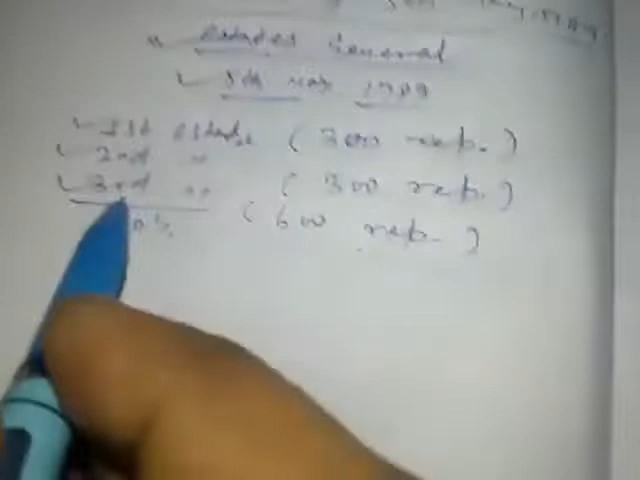 Estates General
5th May 1789
1st Estate (300 rep.)
2nd " (300 rep.)
3rd " (600 rep.)